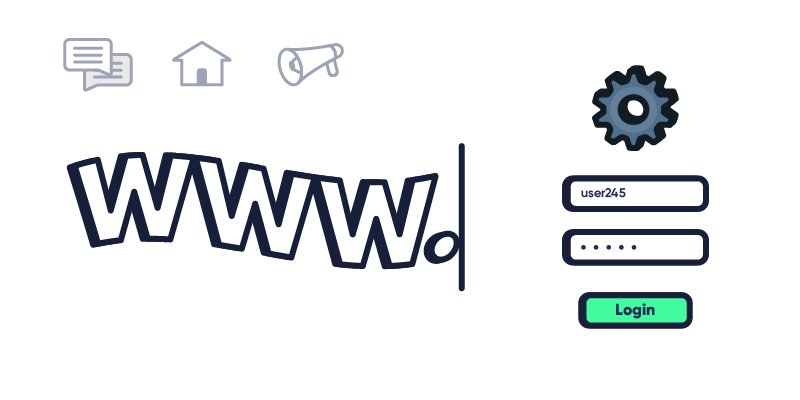 www.
user245
•••••
Login